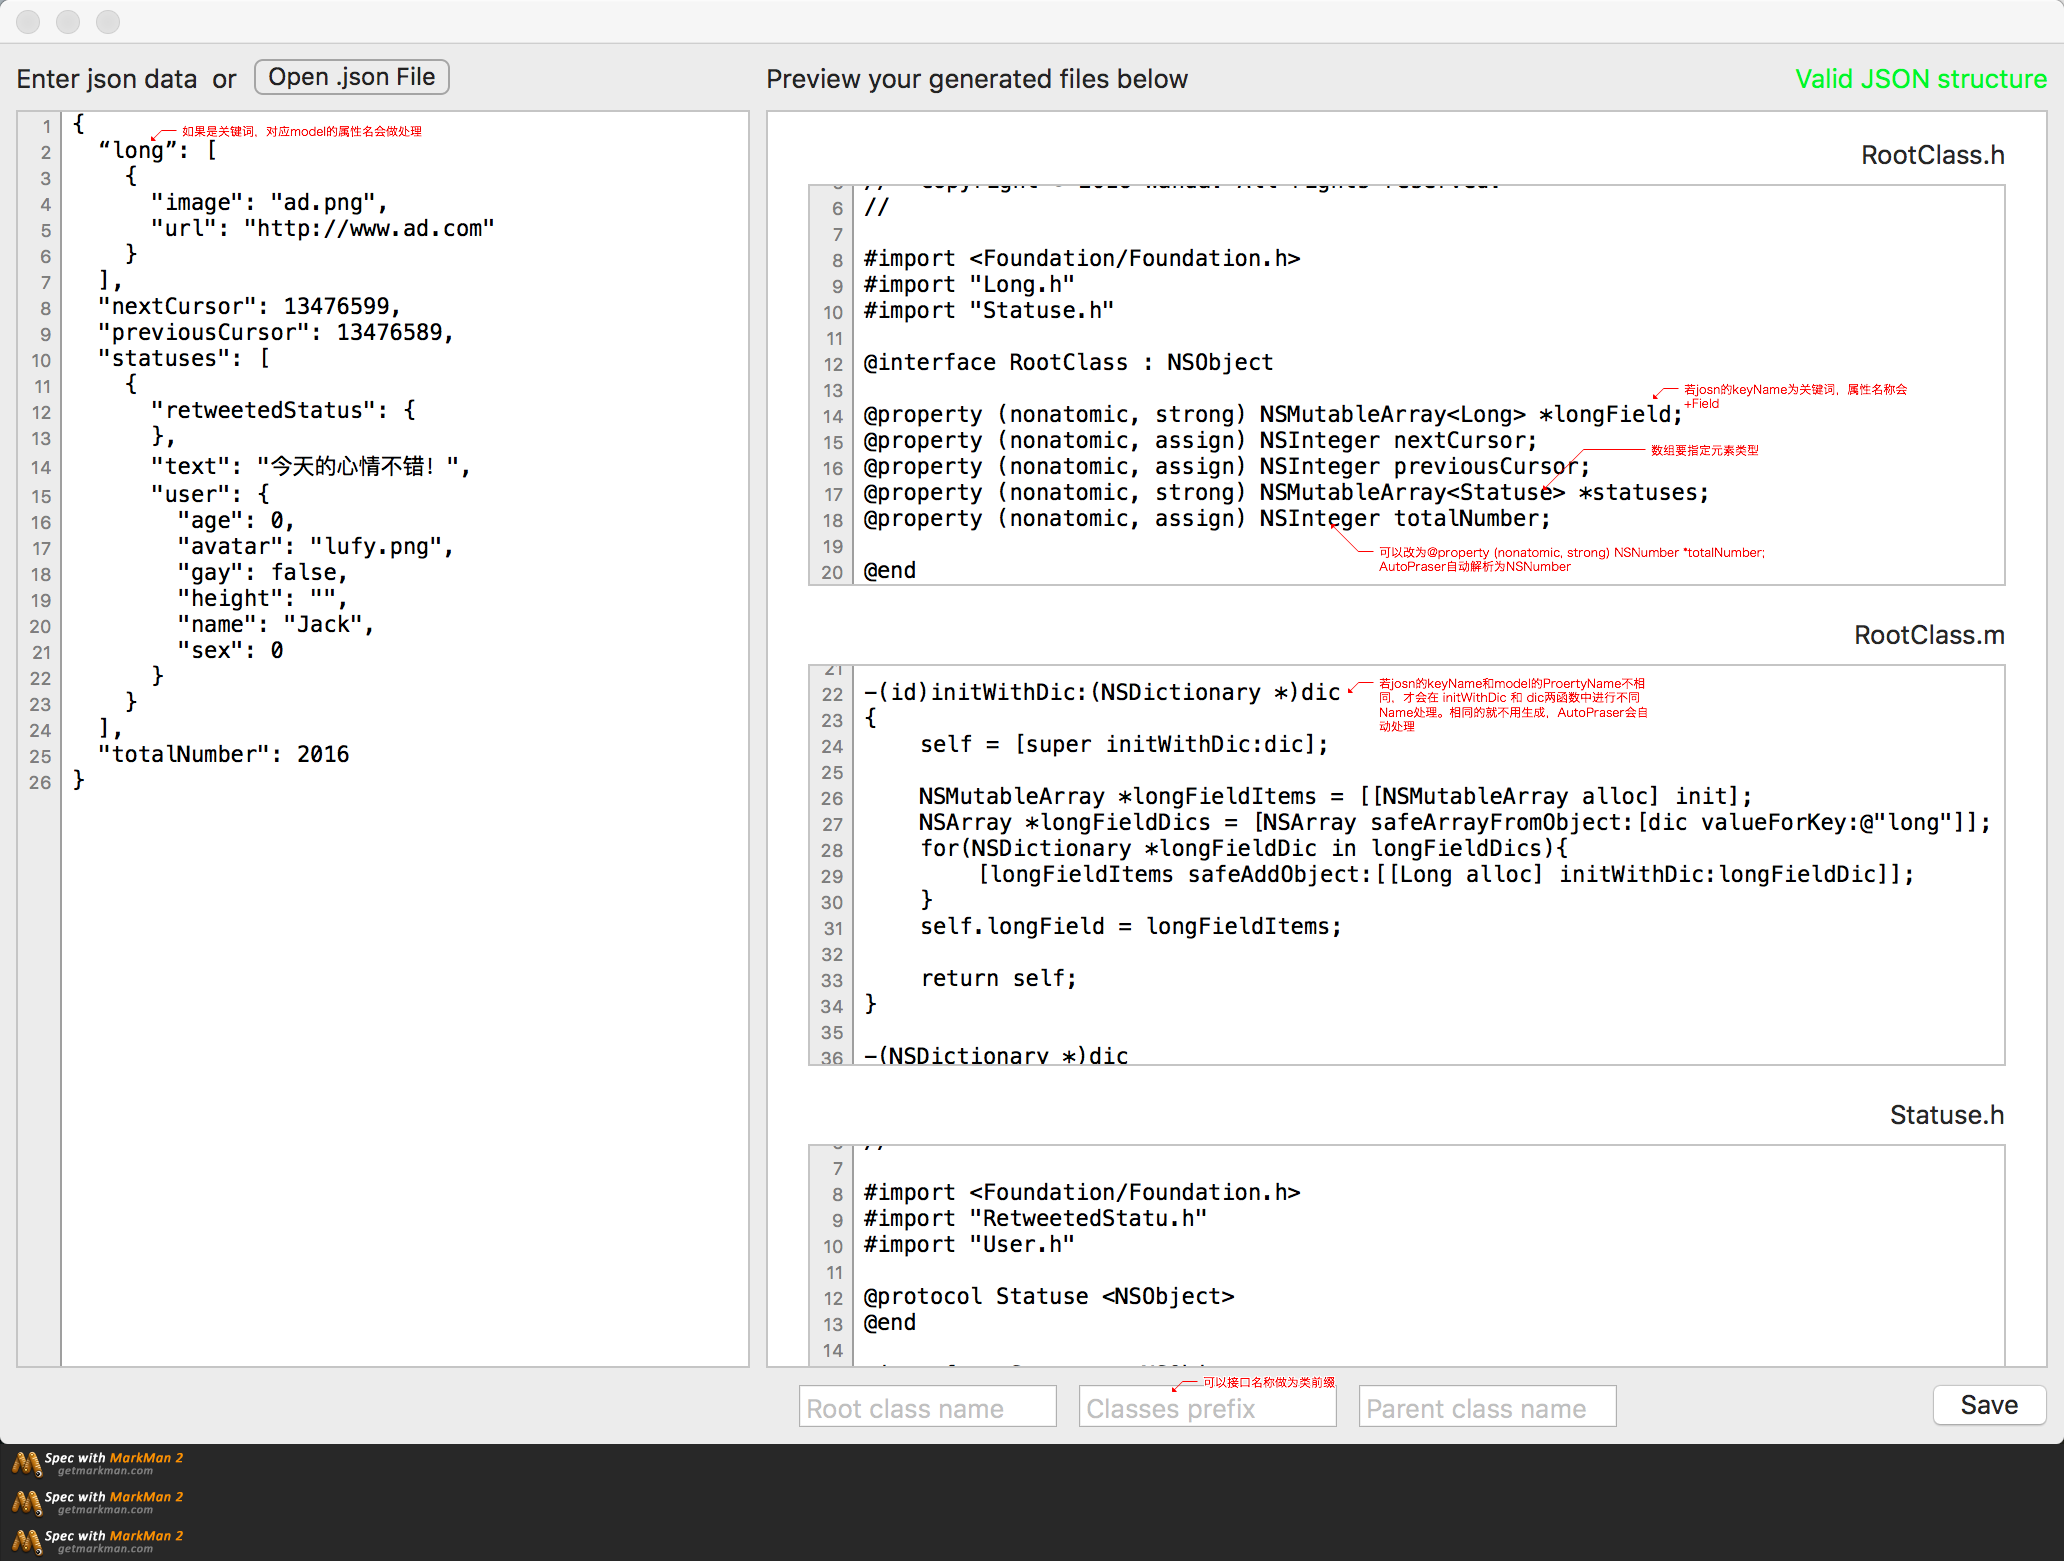 Enter json data or
Open .json File
Preview your generated files below
Valid JSON structure
1 {
如果是关键词，对应model的属性名会做处理
2 “long”: [
3 {
4 "image": "ad.png",
5 "url": "http://www.ad.com"
6 }
7 ],
8 "nextCursor": 13476599,
9 "previousCursor": 13476589,
10 "statuses": [
11 {
12 "retweetedStatus": {
13 },
14 "text": "今天的心情不错！",
15 "user": {
16 "age": 0,
17 "avatar": "lufy.png",
18 "gay": false,
19 "height": "",
20 "name": "Jack",
21 "sex": 0
22 }
23 }
24 ],
25 "totalNumber": 2016
26 }
RootClass.h
6 //
7
8 #import <Foundation/Foundation.h>
9 #import "Long.h"
10 #import "Statuse.h"
11
12 @interface RootClass : NSObject
13
若josn的keyName为关键词，属性名称会
+Field
14 @property (nonatomic, strong) NSMutableArray<Long> *longField;
15 @property (nonatomic, assign) NSInteger nextCursor;
数组要指定元素类型
16 @property (nonatomic, assign) NSInteger previousCursor;
17 @property (nonatomic, strong) NSMutableArray<Statuse> *statuses;
18 @property (nonatomic, assign) NSInteger totalNumber;
19
可以改为@property (nonatomic, strong) NSNumber *totalNumber;
AutoPraser自动解析为NSNumber
20 @end
RootClass.m
21
22 -(id)initWithDic:(NSDictionary *)dic
若josn的keyName和model的ProertyName不相
同，才会在 initWithDic 和 dic两函数中进行不同
Name处理。相同的就不用生成，AutoPraser会自
动处理
23 {
24 self = [super initWithDic:dic];
25
26 NSMutableArray *longFieldItems = [[NSMutableArray alloc] init];
27 NSArray *longFieldDics = [NSArray safeArrayFromObject:[dic valueForKey:@"long"]];
28 for(NSDictionary *longFieldDic in longFieldDics){
29 [longFieldItems safeAddObject:[[Long alloc] initWithDic:longFieldDic]];
30 }
31 self.longField = longFieldItems;
32
33 return self;
34 }
35
36 -(NSDictionary *)dic
Statuse.h
7
8 #import <Foundation/Foundation.h>
9 #import "RetweetedStatu.h"
10 #import "User.h"
11
12 @protocol Statuse <NSObject>
13 @end
14
可以接口名称做为类前缀
Root class name
Classes prefix
Parent class name
Save
Spec with MarkMan 2
getmarkman.com
Spec with MarkMan 2
getmarkman.com
Spec with MarkMan 2
getmarkman.com